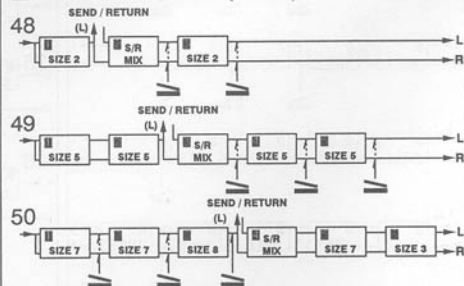 SEND / RETURN
48
(L)
L
S/R
MIX
SIZE 2
SIZE 2
R
SEND / RETURN
49
(L)
L
SIZE 5
SIZE 5
S/R
MIX
SIZE 5
SIZE 5
R
SEND / RETURN
50
(L)
L
SIZE 7
SIZE 7
SIZE 8
4
S/R
MIX
SIZE 7
SIZE 3
R